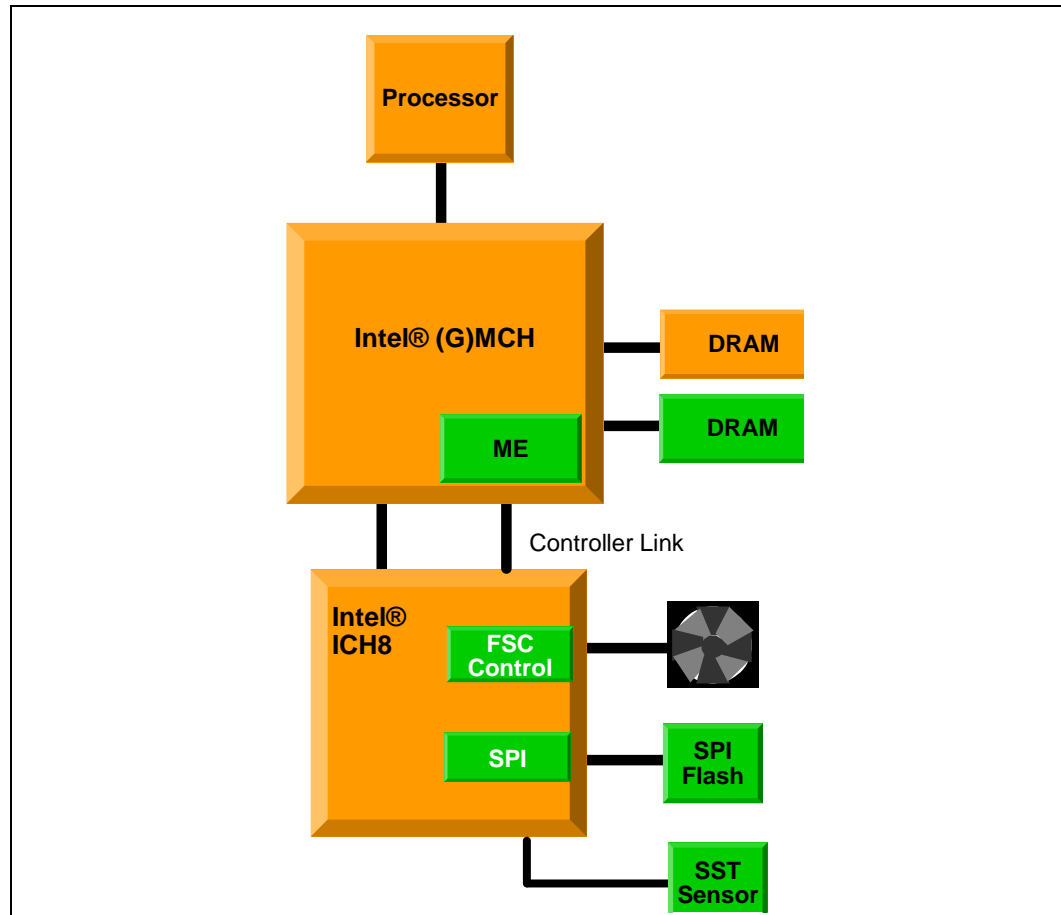 Processor
Intel® (G)MCH
DRAM
ME
DRAM
Controller Link
Intel®
ICH8
FSC
Control
SPI
SPI
Flash
SST
Sensor